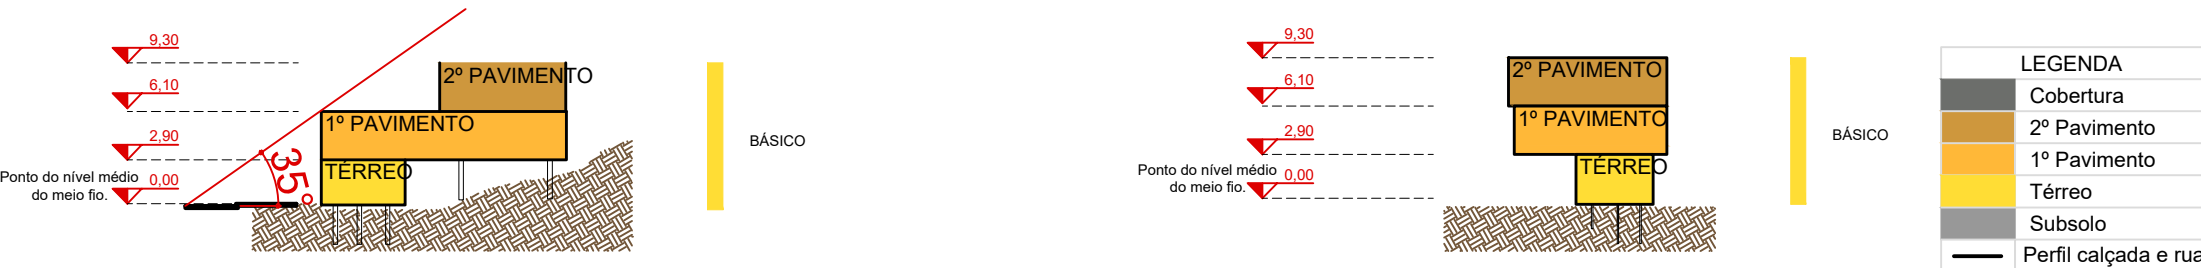 9,30
6,10
2,90
Ponto do nível médio
do meio fio.
0,00
35°
2º PAVIMENTO
1º PAVIMENTO
TÉRREO
BÁSICO
9,30
6,10
2,90
Ponto do nível médio
do meio fio.
0,00
2º PAVIMENTO
1º PAVIMENTO
TÉRREO
BÁSICO
LEGENDA
Cobertura
2º Pavimento
1º Pavimento
Térreo
Subsolo
Perfil calçada e rua